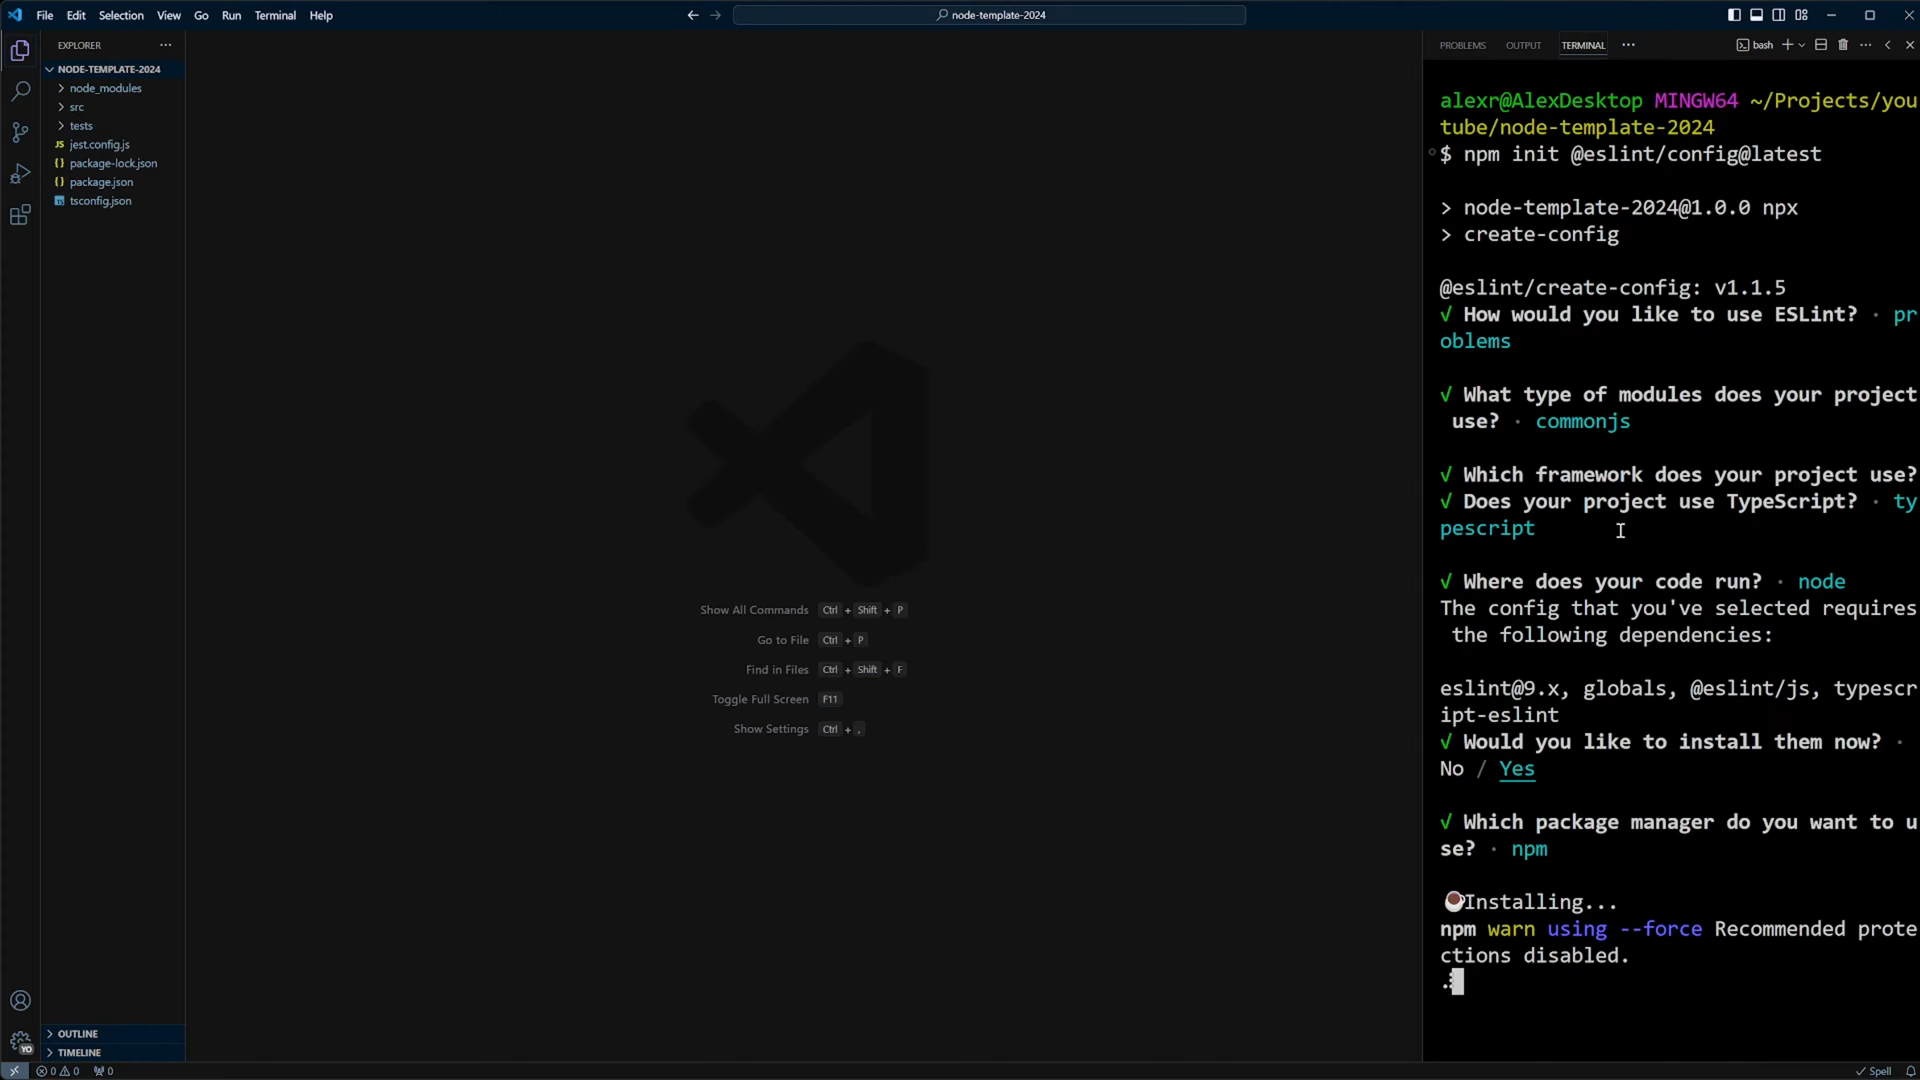 File Edit Selection View Go Run Terminal Help
node-template-2024
EXPLORER
NODE-TEMPLATE-2024
node_modules
src
tests
JS jest.config.js
{} package-lock.json
{} package.json
TS tsconfig.json
OUTLINE
TIMELINE
YO
0 0 0
Show All Commands Ctrl + Shift + P
Go to File Ctrl + P
Find in Files Ctrl + Shift + F
Toggle Full Screen F11
Show Settings Ctrl + ,
PROBLEMS OUTPUT TERMINAL
bash
alexr@AlexDesktop MINGW64 ~/Projects/you
tube/node-template-2024
$ npm init @eslint/config@latest
> node-template-2024@1.0.0 npx
> create-config
@eslint/create-config: v1.1.5
√ How would you like to use ESLint? · pr
oblems
√ What type of modules does your project
use? · commonjs
√ Which framework does your project use?
√ Does your project use TypeScript? · ty
pescript
√ Where does your code run? · node
The config that you've selected requires
the following dependencies:
eslint@9.x, globals, @eslint/js, typescr
ipt-eslint
√ Would you like to install them now? ·
No / Yes
√ Which package manager do you want to u
se? · npm
☕Installing...
npm warn using --force Recommended prote
ctions disabled.
Spell